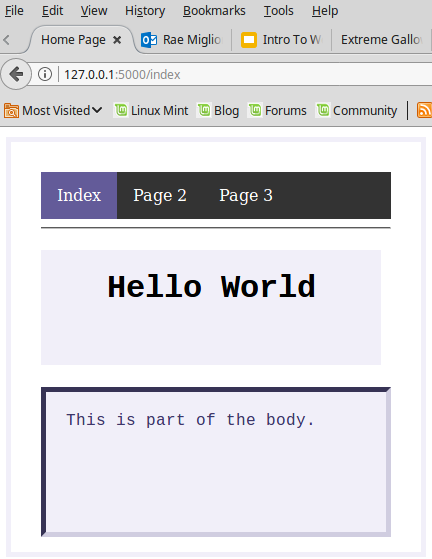 File Edit View History Bookmarks Tools Help
Home Page Rae Miglio Intro To W Extreme Gallo
127.0.0.1:5000/index
Most Visited Linux Mint Blog Forums Community
Index Page 2 Page 3
Hello World
This is part of the body.